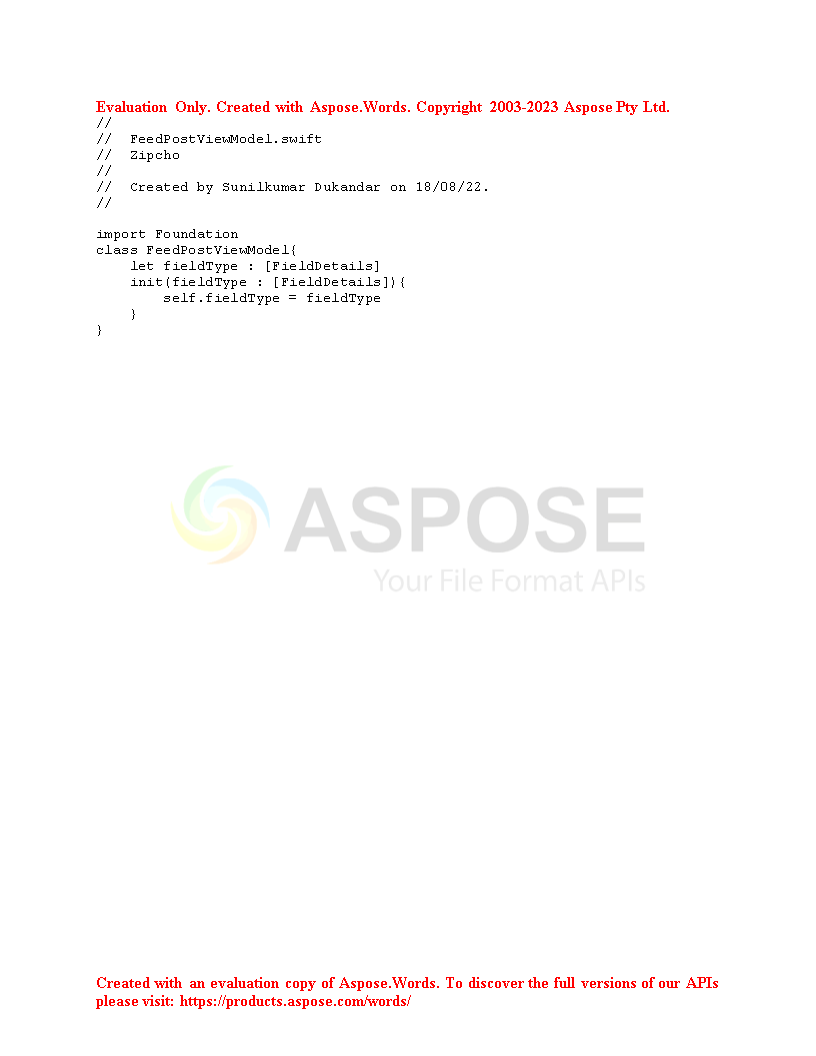 Evaluation Only. Created with Aspose.Words. Copyright 2003-2023 Aspose Pty Ltd.
//
//  FeedPostViewModel.swift
//  Zipcho
//
//  Created by Sunilkumar Dukandar on 18/08/22.
//

import Foundation
class FeedPostViewModel{
    let fieldType : [FieldDetails]
    init(fieldType : [FieldDetails]){
        self.fieldType = fieldType
    }
}
ASPOSE
Your File Format APIs
Created with an evaluation copy of Aspose.Words. To discover the full versions of our APIs
please visit: https://products.aspose.com/words/